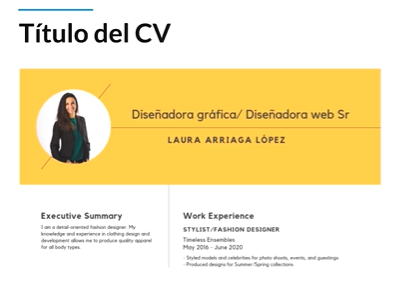 Título del CV
Diseñadora gráfica/ Diseñadora web Sr
LAURA ARRIAGA LÓPEZ
Executive Summary
I am a detail-oriented fashion designer. My
knowledge and experience in clothing design and
development allows me to produce quality apparel
for all body types.
Work Experience
STYLIST/FASHION DESIGNER
Timeless Ensembles
May 2016 - June 2020
- Styled models and celebrities for photo shoots, events, and guestings
- Produced designs for Summer/Spring collections